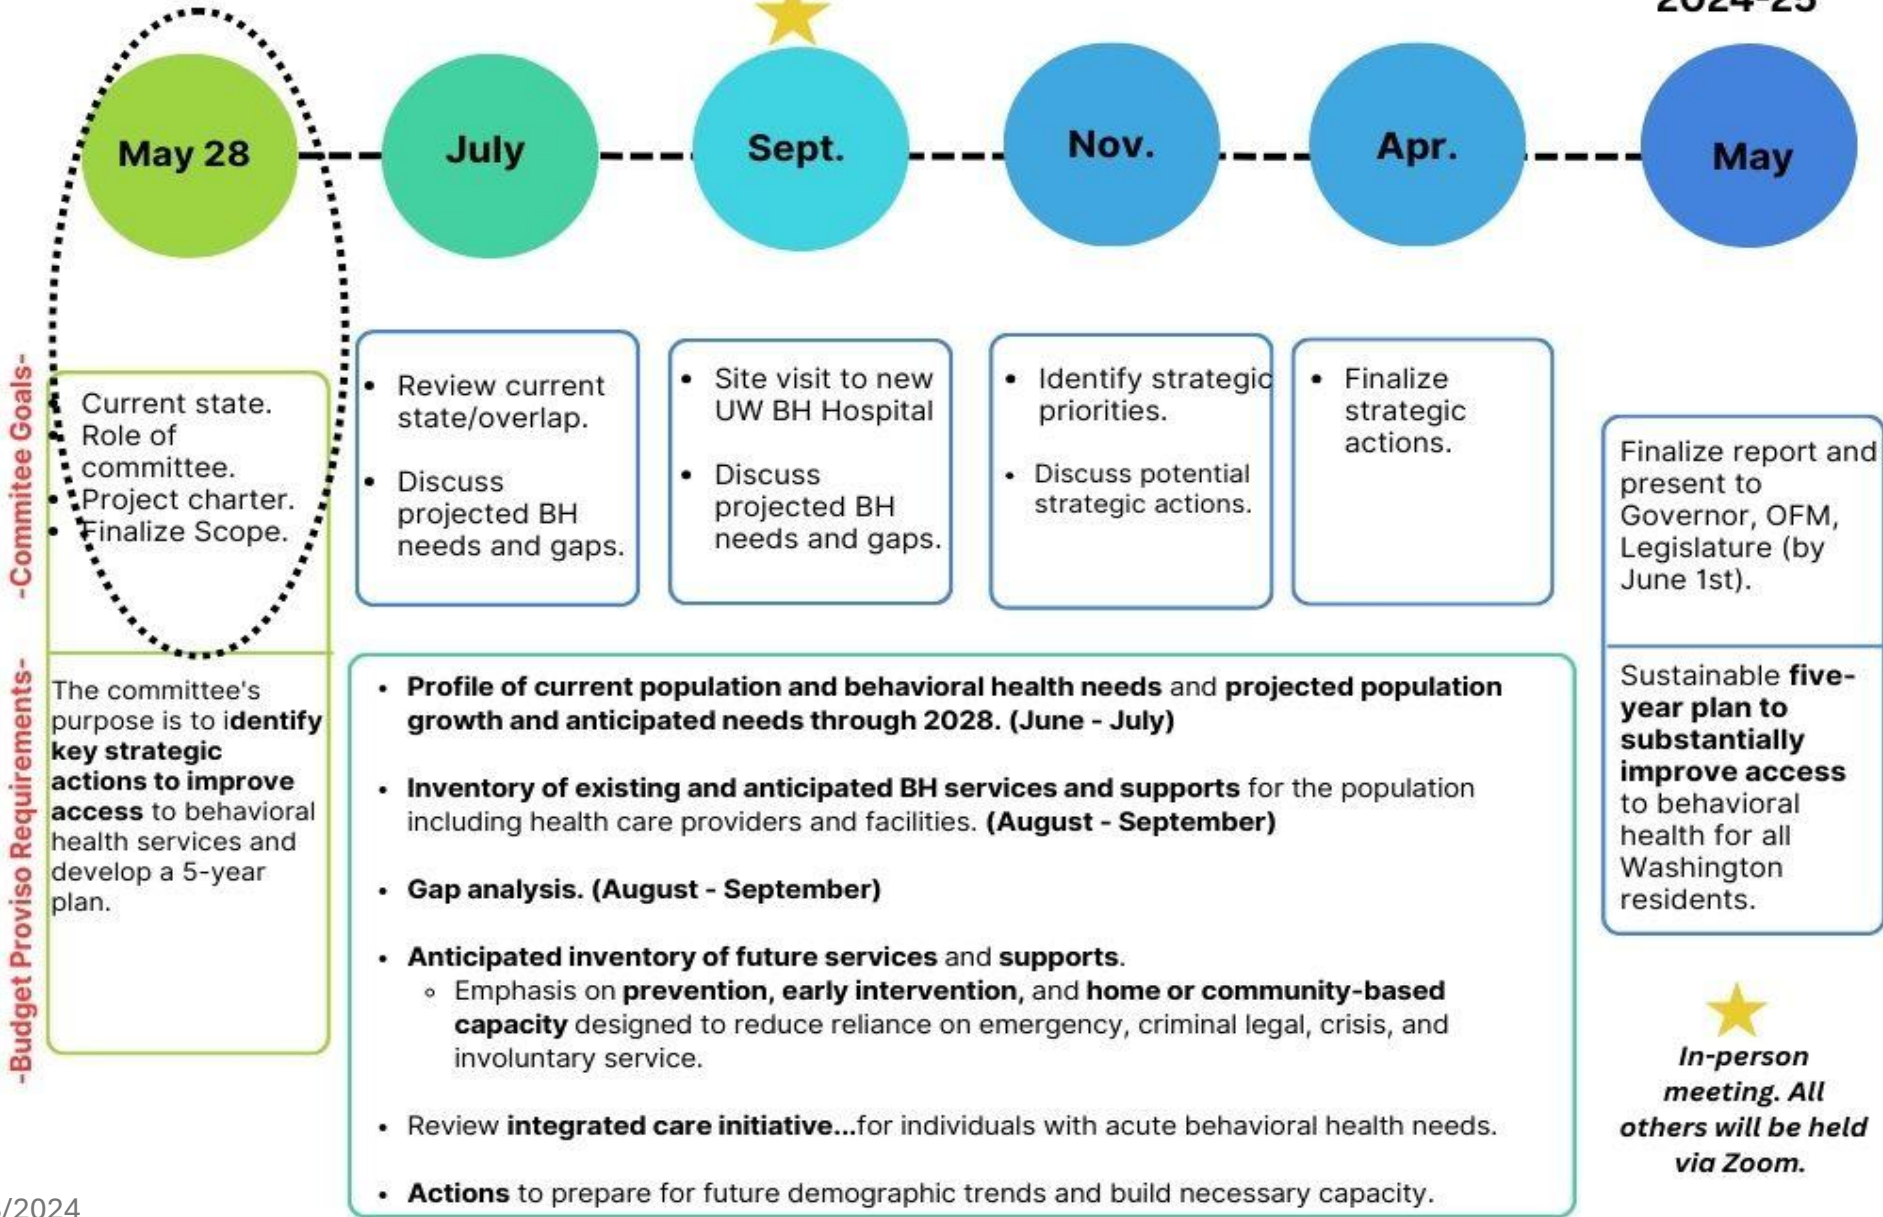 2024-25
May 28
July
Sept.
Nov.
Apr.
May
-Committee Goals-
• Current state.
• Role of
committee.
• Project charter.
• Finalize Scope.
• Review current
state/overlap.
• Discuss
projected BH
needs and gaps.
• Site visit to new
UW BH Hospital
• Discuss
projected BH
needs and gaps.
• Identify strategic
priorities.
• Discuss potential
strategic actions.
• Finalize
strategic
actions.
Finalize report and
present to
Governor, OFM,
Legislature (by
June 1st).
-Budget Proviso Requirements-
The committee's
purpose is to identify
key strategic
actions to improve
access to behavioral
health services and
develop a 5-year
plan.
• Profile of current population and behavioral health needs and projected population
growth and anticipated needs through 2028. (June - July)
• Inventory of existing and anticipated BH services and supports for the population
including health care providers and facilities. (August - September)
• Gap analysis. (August - September)
• Anticipated inventory of future services and supports.
◦ Emphasis on prevention, early intervention, and home or community-based
capacity designed to reduce reliance on emergency, criminal legal, crisis, and
involuntary service.
• Review integrated care initiative...for individuals with acute behavioral health needs.
• Actions to prepare for future demographic trends and build necessary capacity.
Sustainable five-
year plan to
substantially
improve access
to behavioral
health for all
Washington
residents.
In-person
meeting. All
others will be held
via Zoom.
/2024